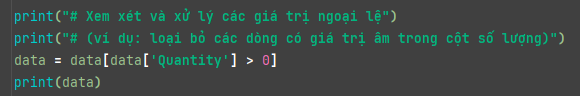 print("# Xem xét và xử lý các giá trị ngoại lệ")
print("# (ví dụ: loại bỏ các dòng có giá trị âm trong cột số lượng)")
data = data[data['Quantity'] > 0]
print(data)